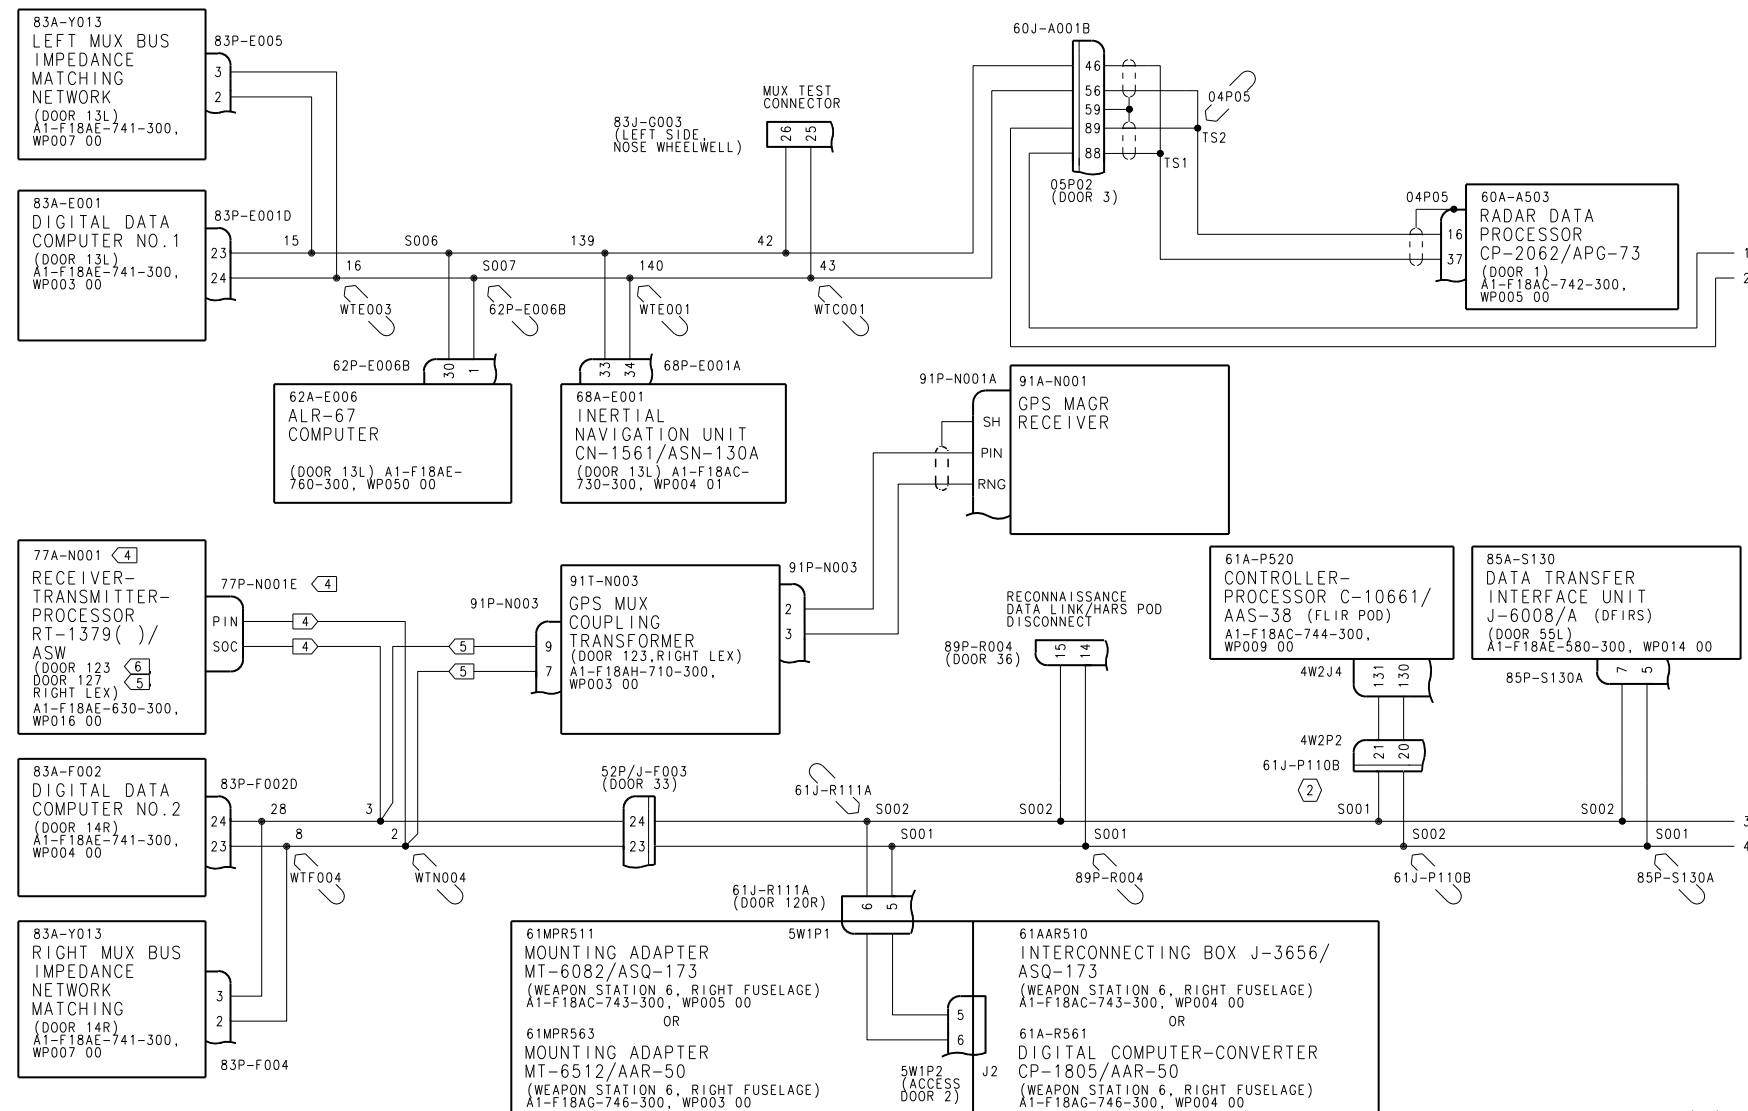 83A-Y013
LEFT MUX BUS
IMPEDANCE
MATCHING
NETWORK
(DOOR 13L)
A1-F18AE-741-300,
WP007 00
83P-E005
3
2
83A-E001
DIGITAL DATA
COMPUTER NO.1
(DOOR 13L)
A1-F18AE-741-300,
WP003 00
83P-E001D
23
24
15
16
S006
S007
139
140
42
43
WTE003
62P-E006B
WTE001
WTC001
MUX TEST
CONNECTOR
83J-G003
(LEFT SIDE,
NOSE WHEELWELL)
26
25
60J-A001B
46
56
59
89
88
05P02
(DOOR 3)
04P05
TS2
TS1
04P05
16
37
60A-A503
RADAR DATA
PROCESSOR
CP-2062/APG-73
(DOOR 1)
A1-F18AC-742-300,
WP005 00
1
2
62P-E006B
30
1
62A-E006
ALR-67
COMPUTER
(DOOR 13L) A1-F18AE-
760-300, WP050 00
33
34
68P-E001A
68A-E001
INERTIAL
NAVIGATION UNIT
CN-1561/ASN-130A
(DOOR 13L) A1-F18AC-
730-300, WP004 01
91P-N001A
SH
PIN
RNG
91A-N001
GPS MAGR
RECEIVER
77A-N001 4
RECEIVER-
TRANSMITTER-
PROCESSOR
RT-1379( )/
ASW
(DOOR 123 6
DOOR 127 5
RIGHT LEX)
A1-F18AE-630-300,
WP016 00
77P-N001E 4
PIN
SOC
4
4
5
5
91P-N003
9
7
91T-N003
GPS MUX
COUPLING
TRANSFORMER
(DOOR 123,RIGHT LEX)
A1-F18AH-710-300,
WP003 00
91P-N003
2
3
RECONNAISSANCE
DATA LINK/HARS POD
DISCONNECT
89P-R004
(DOOR 36)
15
14
61A-P520
CONTROLLER-
PROCESSOR C-10661/
AAS-38 (FLIR POD)
A1-F18AC-744-300,
WP009 00
4W2J4
131
130
4W2P2
21
20
61J-P110B
2
85A-S130
DATA TRANSFER
INTERFACE UNIT
J-6008/A (DFIRS)
(DOOR 55L)
A1-F18AE-580-300, WP014 00
85P-S130A
7
5
83A-F002
DIGITAL DATA
COMPUTER NO.2
(DOOR 14R)
A1-F18AE-741-300,
WP004 00
83P-F002D
24
23
28
8
3
2
WTF004
WTN004
52P/J-F003
(DOOR 33)
24
23
61J-R111A
S002
S001
S002
S001
S001
S002
S002
S001
3
4
89P-R004
61J-P110B
85P-S130A
83A-Y013
RIGHT MUX BUS
IMPEDANCE
NETWORK
MATCHING
(DOOR 14R)
A1-F18AE-741-300,
WP007 00
3
2
83P-F004
61J-R111A
(DOOR 120R)
6
5
5W1P1
61MPR511
MOUNTING ADAPTER
MT-6082/ASQ-173
(WEAPON STATION 6, RIGHT FUSELAGE)
A1-F18AC-743-300, WP005 00
OR
61MPR563
MOUNTING ADAPTER
MT-6512/AAR-50
(WEAPON STATION 6, RIGHT FUSELAGE)
A1-F18AG-746-300, WP003 00
5
6
5W1P2
(ACCESS
DOOR 2)
J2
61AAR510
INTERCONNECTING BOX J-3656/
ASQ-173
(WEAPON STATION 6, RIGHT FUSELAGE)
A1-F18AC-743-300, WP004 00
OR
61A-R561
DIGITAL COMPUTER-CONVERTER
CP-1805/AAR-50
(WEAPON STATION 6, RIGHT FUSELAGE)
A1-F18AG-746-300, WP004 00